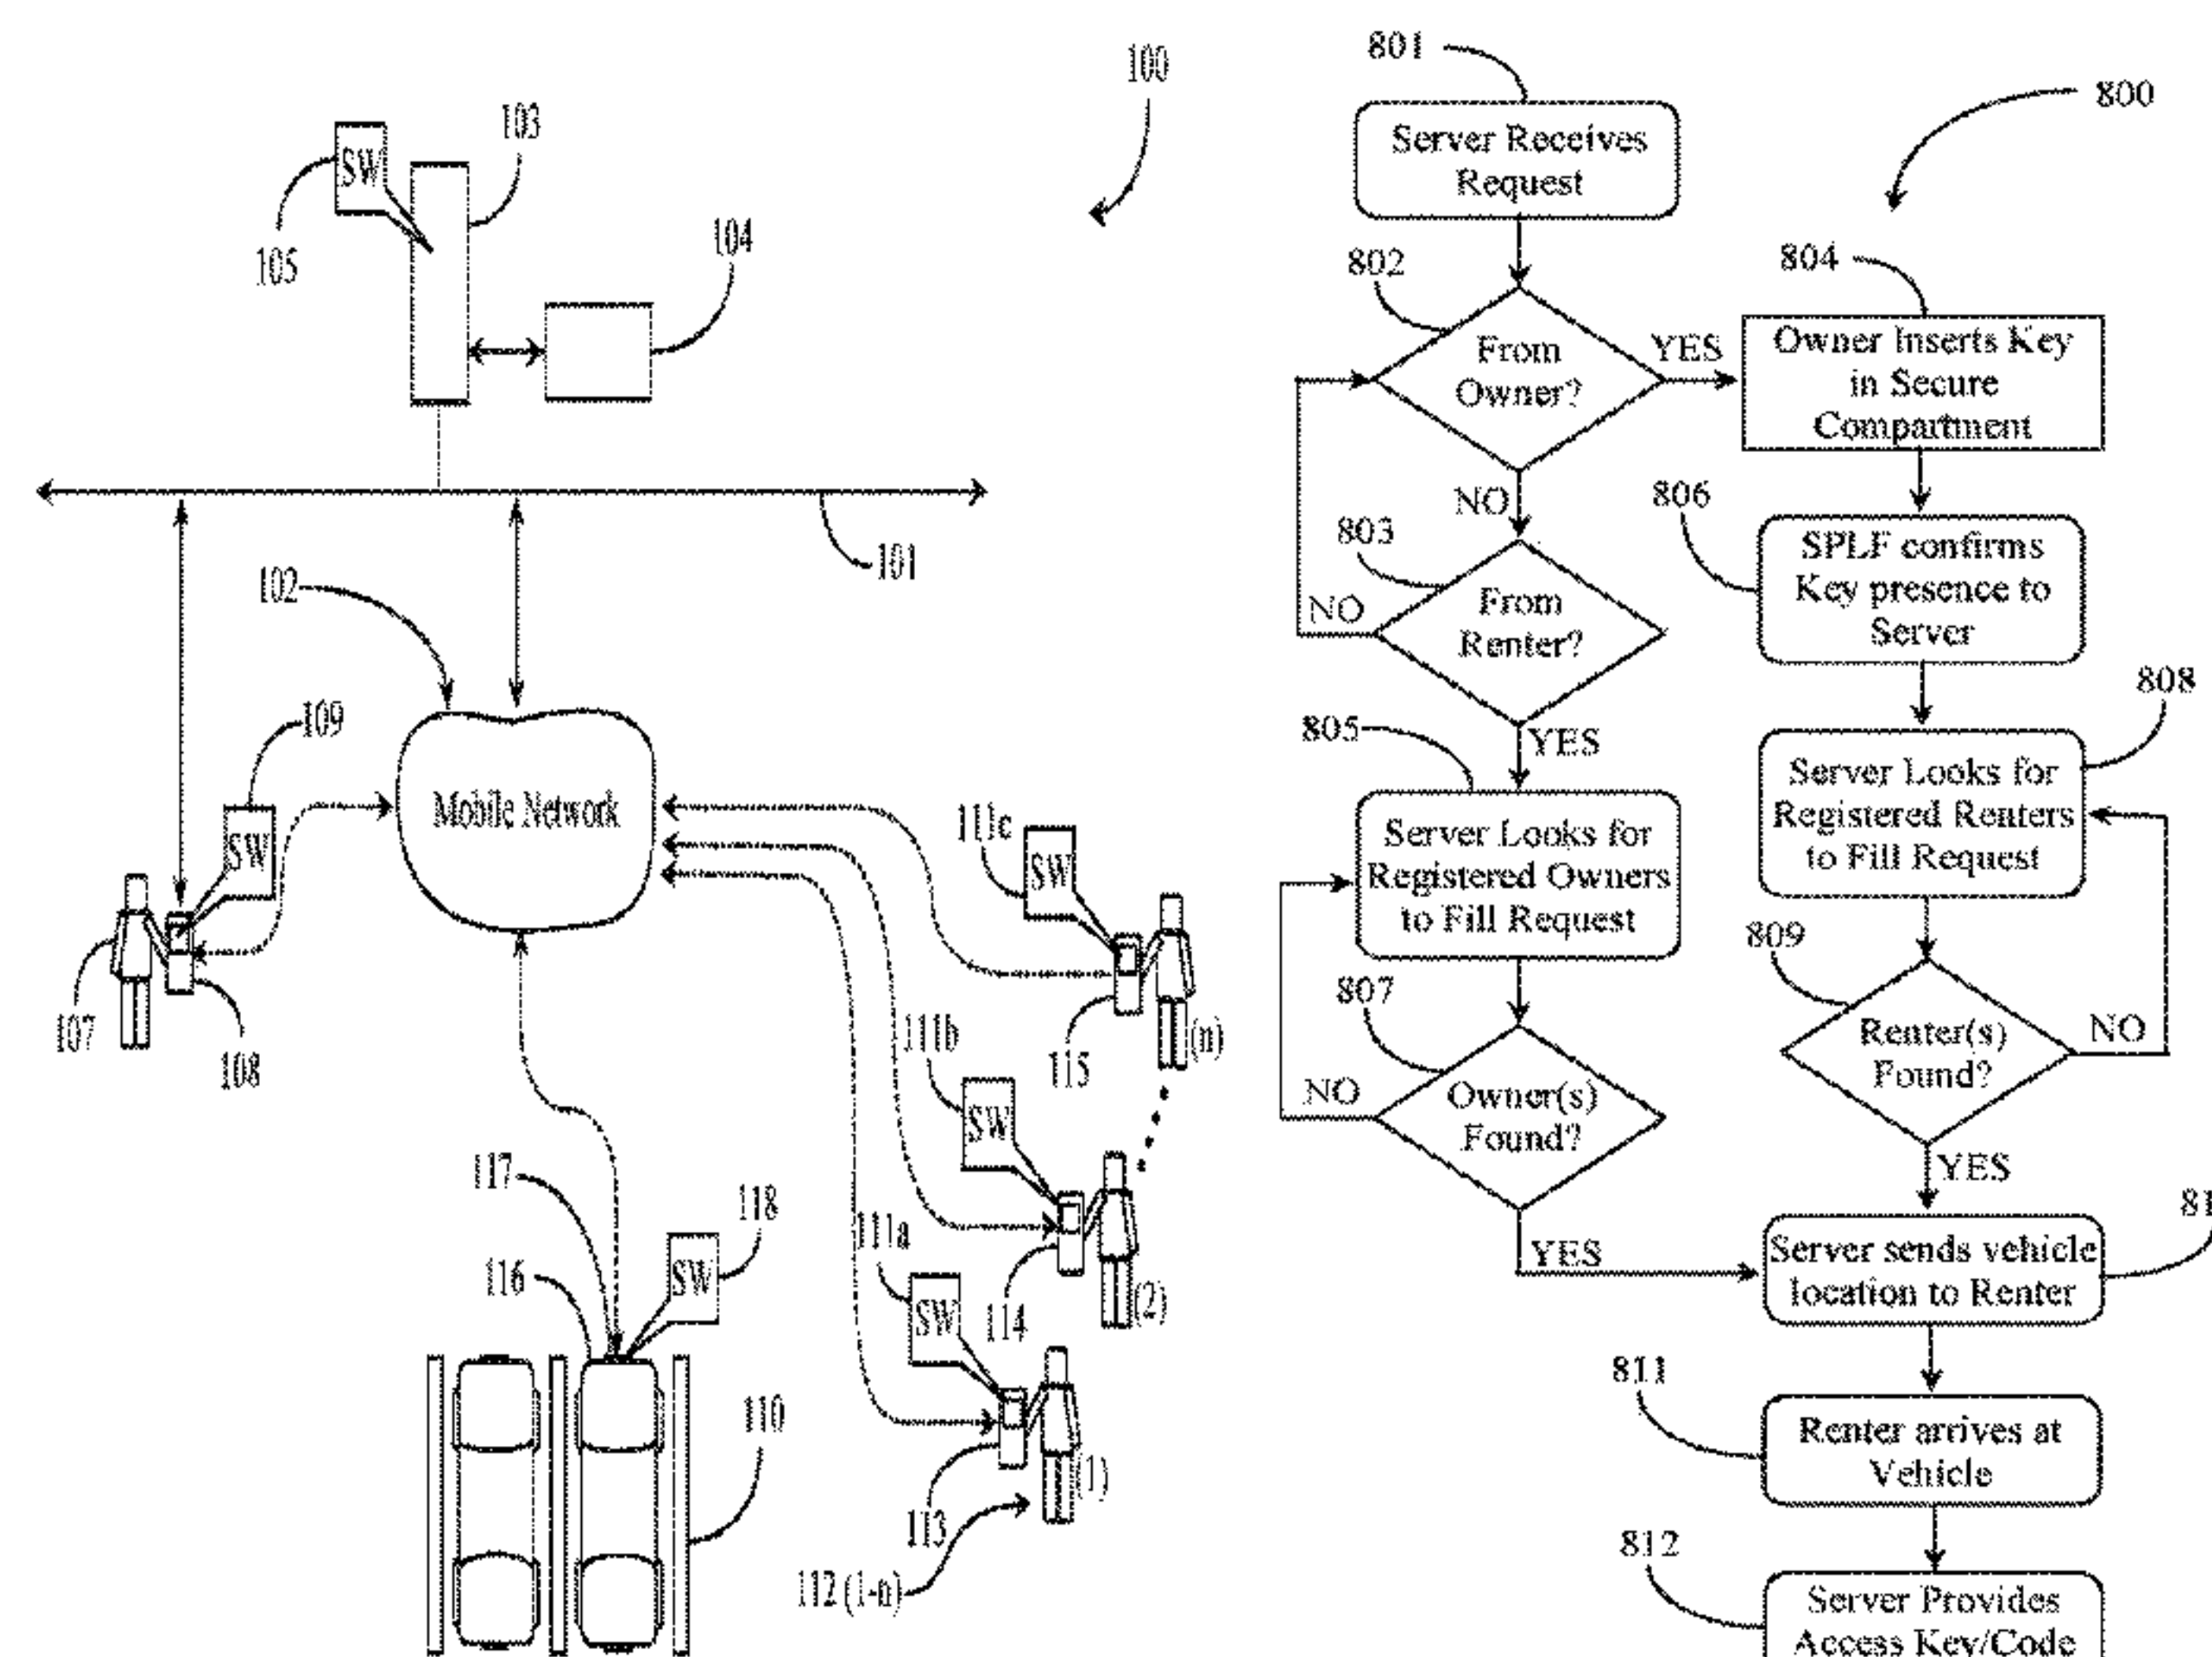 100
103
SW
105
104
101
102
109
SW
Mobile Network
107
108
111c
SW
115
(n)
111b
SW
114
(2)
111a
SW
113
(1)
112 (1-n)
117
118
116
SW
110
801
800
Server Receives
Request
802
804
From
Owner?
YES
NO
Owner Inserts Key
in Secure
Compartment
803
806
From
Renter?
NO
YES
SPLF confirms
Key presence to
Server
805
808
Server Looks for
Registered Owners
to Fill Request
Server Looks for
Registered Renters
to Fill Request
807
809
Owner(s)
Found?
NO
YES
Renter(s)
Found?
NO
YES
Server sends vehicle
location to Renter
811
Renter arrives at
Vehicle
812
Server Provides
Access Key/Code